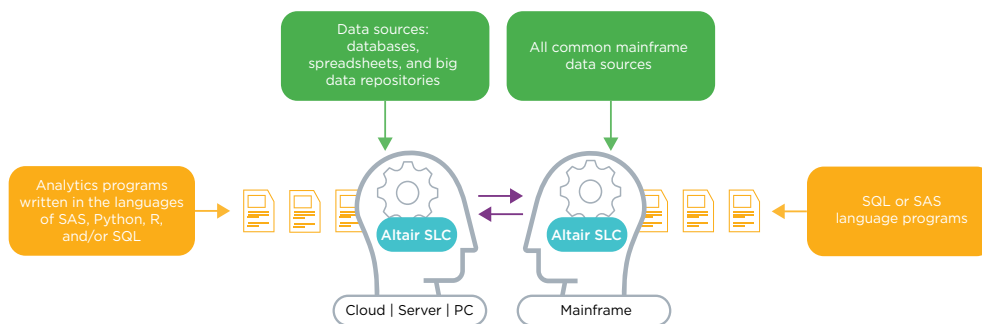 Data sources:
databases,
spreadsheets, and big
data repositories
All common mainframe
data sources
Analytics programs
written in the languages
of SAS, Python, R,
and/or SQL
Altair SLC
Altair SLC
SQL or SAS
language programs
Cloud | Server | PC
Mainframe